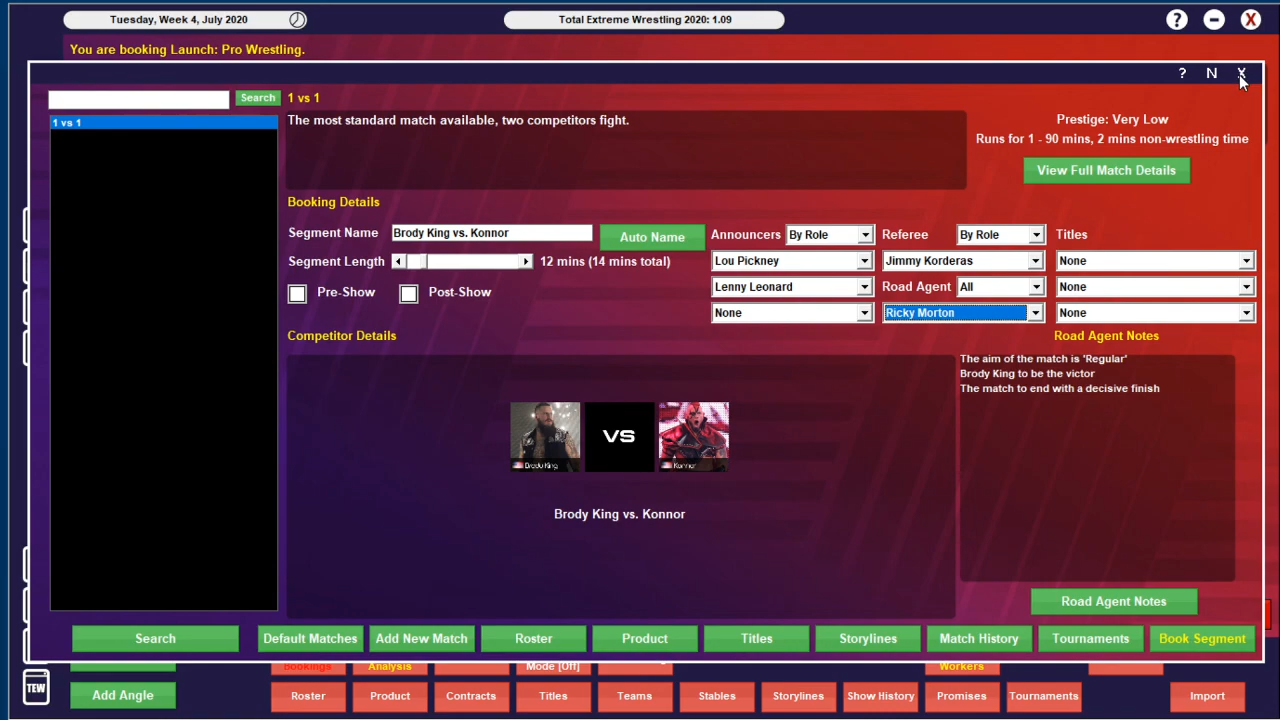 Tuesday, Week 4, July 2020
Total Extreme Wrestling 2020: 1.09
?
X
You are booking Launch: Pro Wrestling.
? N X
Search
1 vs 1
1 vs 1
The most standard match available, two competitors fight.
Prestige: Very Low
Runs for 1 - 90 mins, 2 mins non-wrestling time
View Full Match Details
Booking Details
Segment Name
Brody King vs. Konnor
Auto Name
Announcers
By Role
Referee
By Role
Titles
Segment Length
12 mins (14 mins total)
Lou Pickney
Jimmy Korderas
None
Pre-Show
Post-Show
Lenny Leonard
Road Agent
All
None
None
Ricky Morton
None
Competitor Details
Road Agent Notes
The aim of the match is 'Regular'
Brody King to be the victor
The match to end with a decisive finish
Brody King
VS
Konnor
Brody King vs. Konnor
Road Agent Notes
Search
Default Matches
Add New Match
Roster
Product
Titles
Storylines
Match History
Tournaments
Book Segment
Bookings
Analysis
Mode [Off]
Workers
TEW
Add Angle
Roster
Product
Contracts
Titles
Teams
Stables
Storylines
Show History
Promises
Tournaments
Import